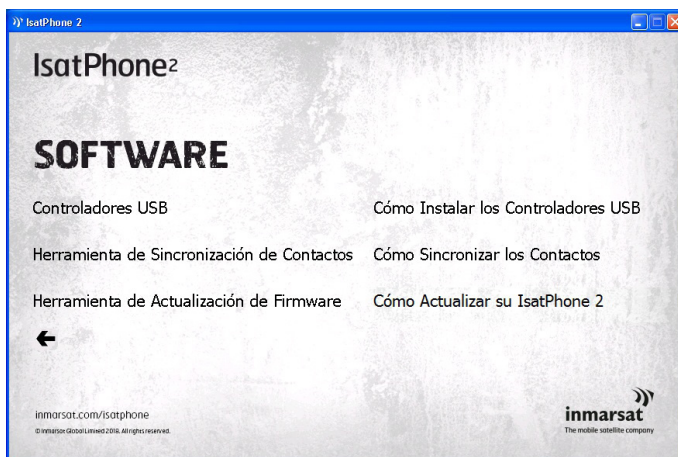 IsatPhone 2
IsatPhone2
SOFTWARE
Controladores USB
Cómo Instalar los Controladores USB
Herramienta de Sincronización de Contactos
Cómo Sincronizar los Contactos
Herramienta de Actualización de Firmware
Cómo Actualizar su IsatPhone 2
inmarsat.com/isatphone
© Inmarsat Global Limited 2018. All rights reserved.
inmarsat
The mobile satellite company